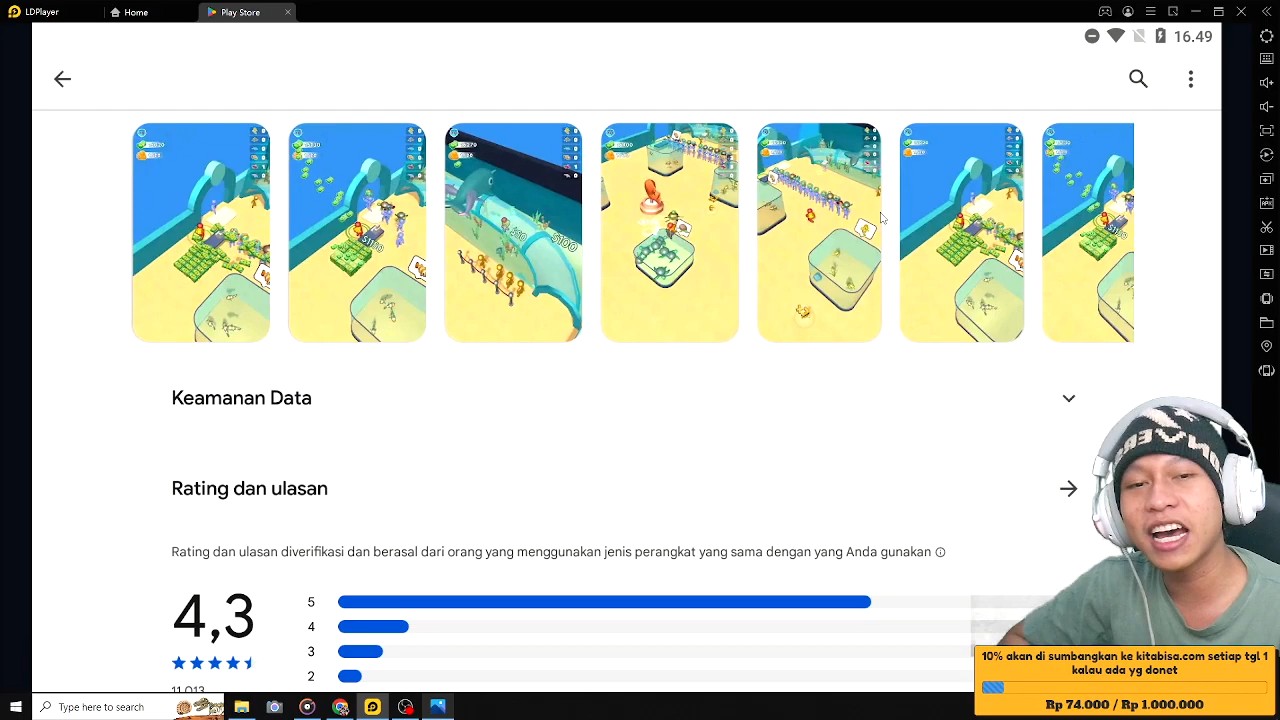 LDPlayer
Home
Play Store
16.49
Keamanan Data
Rating dan ulasan
Rating dan ulasan diverifikasi dan berasal dari orang yang menggunakan jenis perangkat yang sama dengan yang Anda gunakan
4,3
5
4
3
2
11.013
10% akan di sumbangkan ke kitabisa.com setiap tgl 1
kalau ada yg donet
Rp 74.000 / Rp 1.000.000
Type here to search